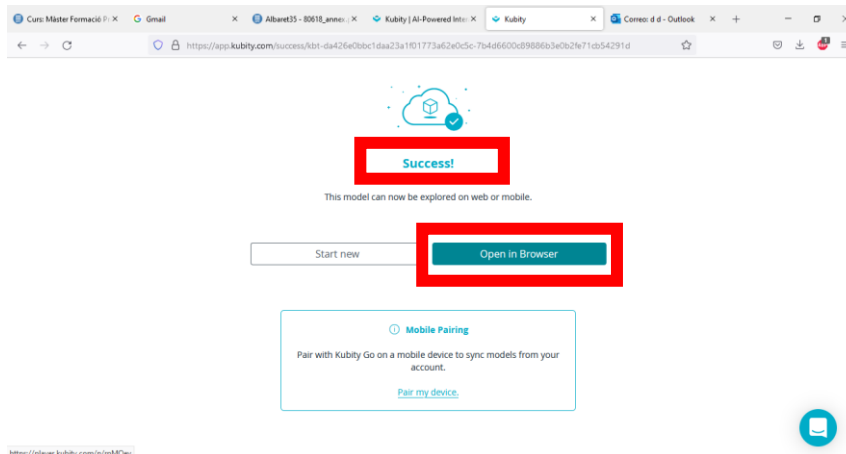 Curs: Màster Formació Pr
Gmail
Albaret35 - 80618_annex.
Kubity | AI-Powered Inte
Kubity
Correo: d d - Outlook
https://app.kubity.com/success/kbt-da426e0bbc1daa23a1f01773a62e0c5c-7b4d6600c89886b3e0b2fe71cb54291d
Success!
This model can now be explored on web or mobile.
Start new
Open in Browser
Mobile Pairing
Pair with Kubity Go on a mobile device to sync models from your
account.
Pair my device.